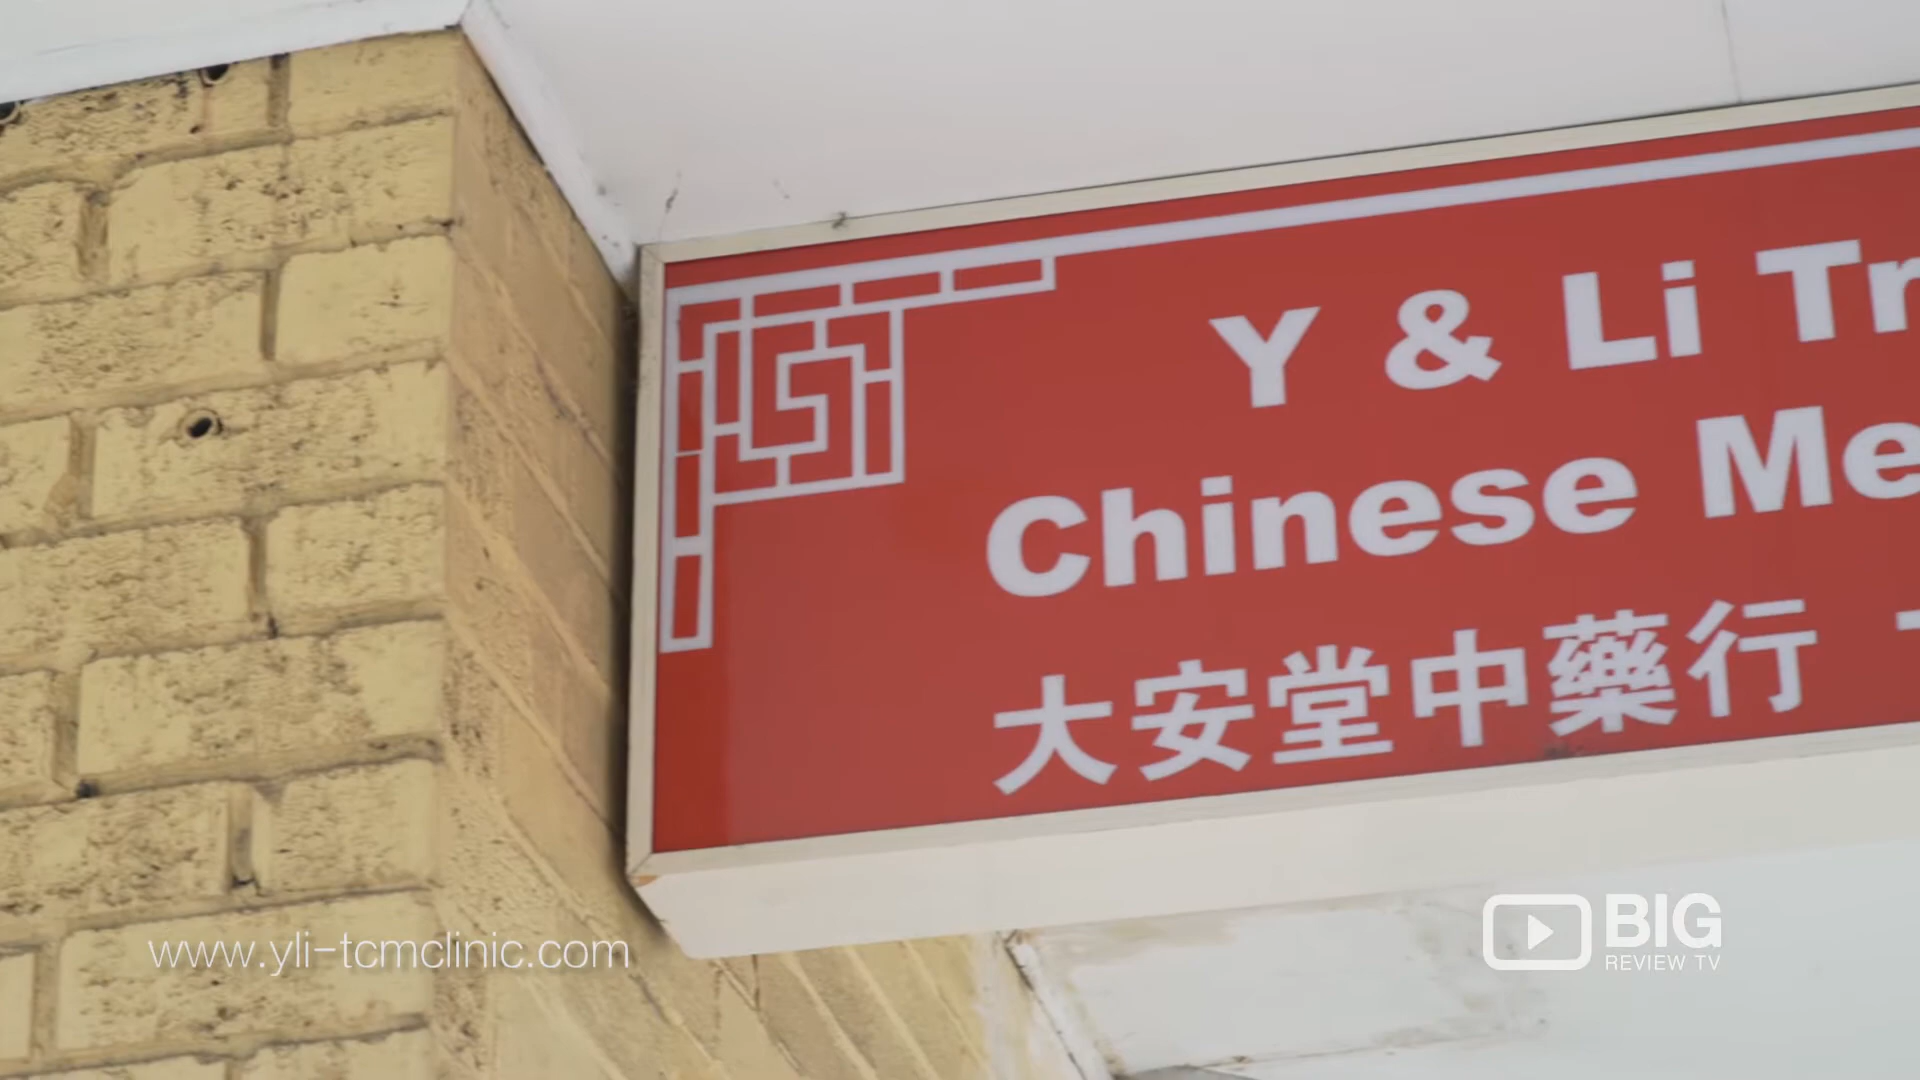 Y & Li Tr
Chinese Me
大安堂中藥行
www.yli-tcmclinic.com
BIG
REVIEW TV